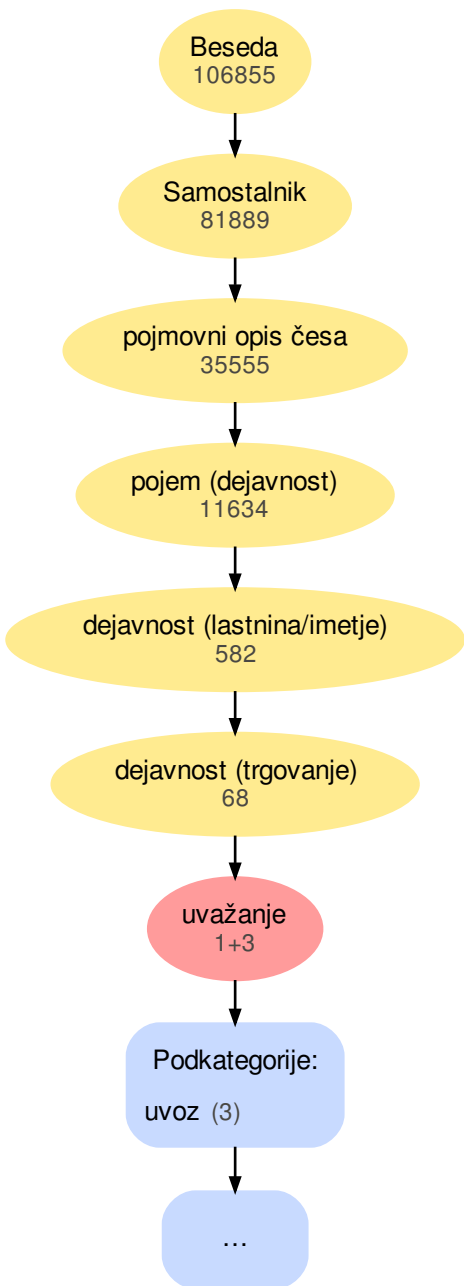 Beseda
106855
Samostalnik
81889
pojmovni opis česa
35555
pojem (dejavnost)
11634
dejavnost (lastnina/imetje)
582
dejavnost (trgovanje)
68
uvažanje
1+3
Podkategorije:
uvoz (3)
...